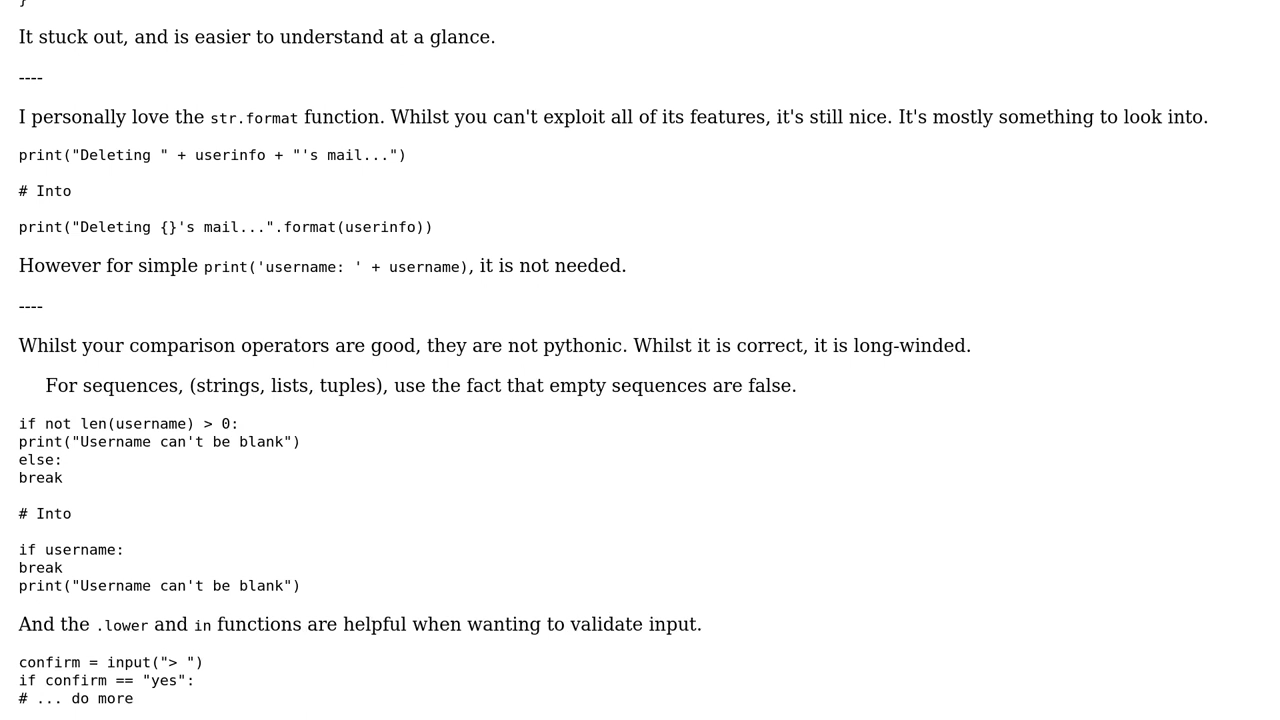 }
It stuck out, and is easier to understand at a glance.
----
I personally love the str.format function. Whilst you can't exploit all of its features, it's still nice. It's mostly something to look into.
print("Deleting " + userinfo + "'s mail...")
# Into
print("Deleting {}'s mail...".format(userinfo))
However for simple print('username: ' + username), it is not needed.
----
Whilst your comparison operators are good, they are not pythonic. Whilst it is correct, it is long-winded.
For sequences, (strings, lists, tuples), use the fact that empty sequences are false.
if not len(username) > 0:
print("Username can't be blank")
else:
break
# Into
if username:
break
print("Username can't be blank")
And the .lower and in functions are helpful when wanting to validate input.
confirm = input("> ")
if confirm == "yes":
# ... do more